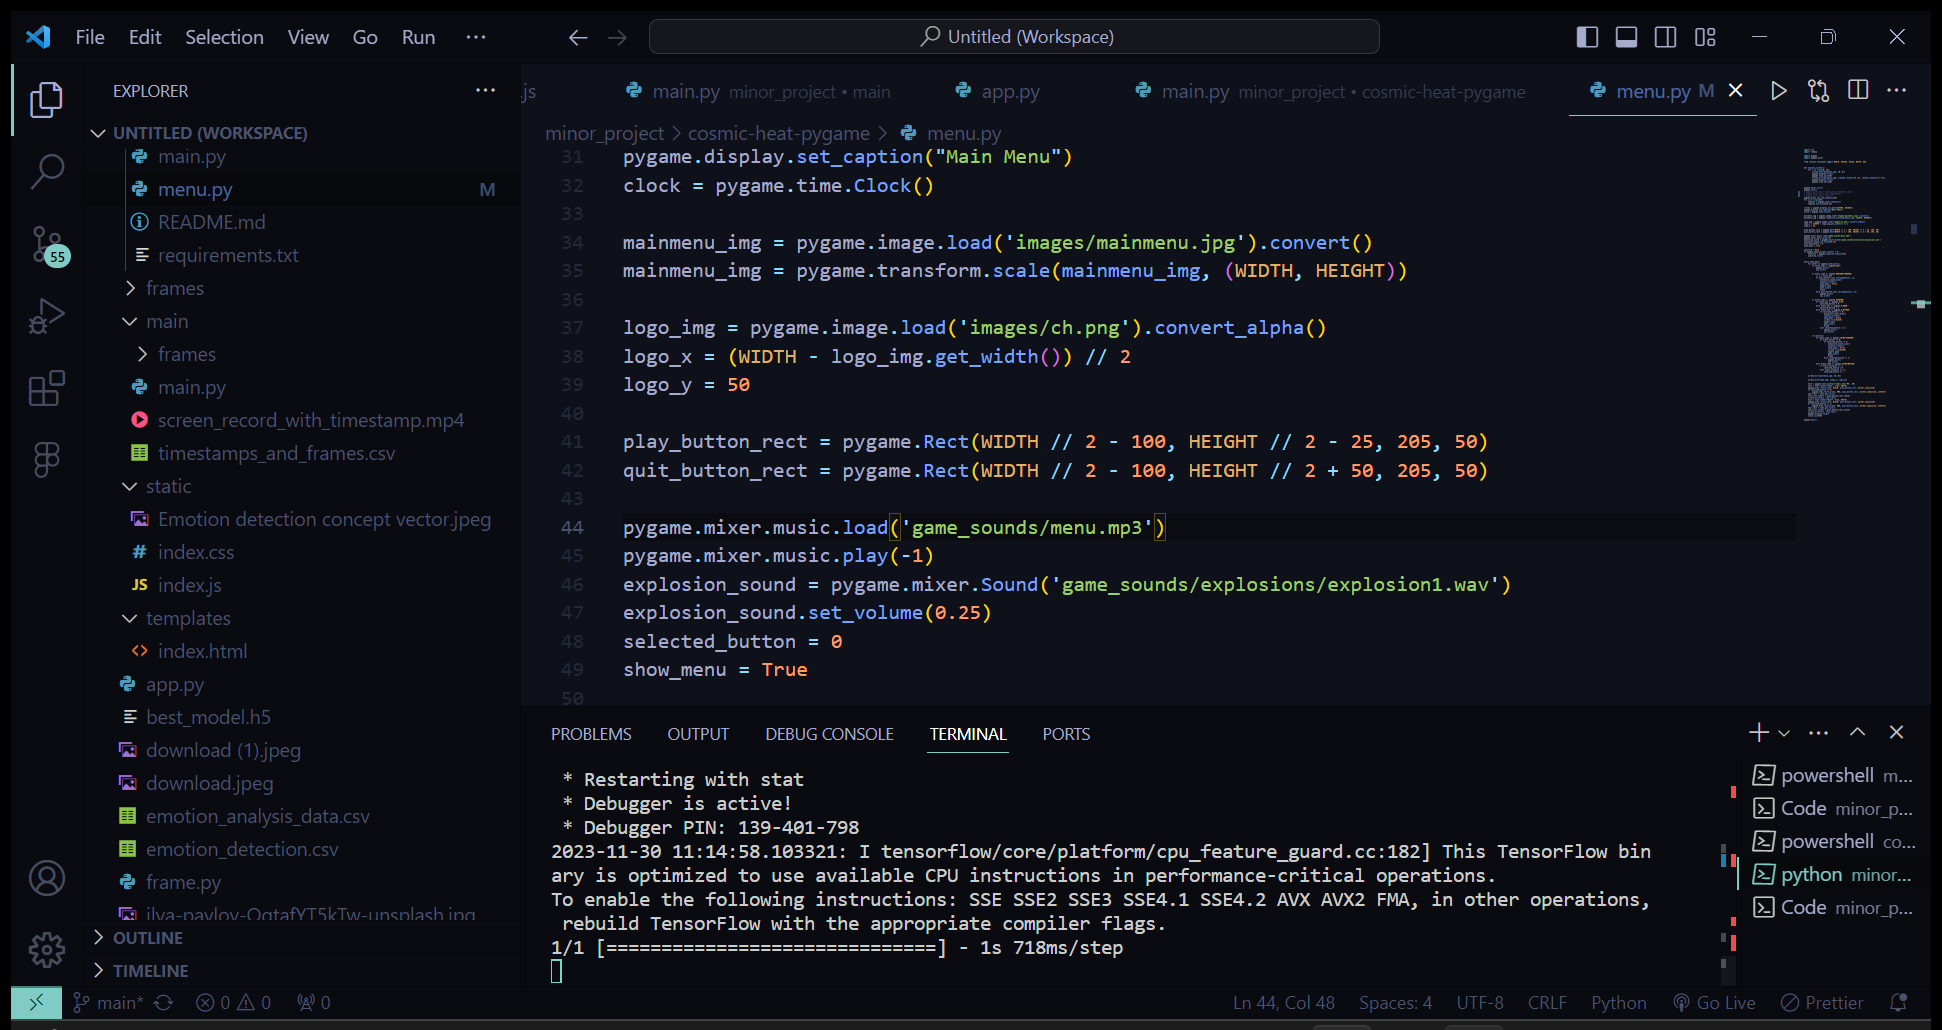 File Edit Selection View Go Run ··· Untitled (Workspace)
EXPLORER ···
UNTITLED (WORKSPACE)
main.py
menu.py M
README.md
requirements.txt
frames
main
frames
main.py
screen_record_with_timestamp.mp4
timestamps_and_frames.csv
static
Emotion detection concept vector.jpeg
# index.css
JS index.js
templates
<> index.html
app.py
best_model.h5
download (1).jpeg
download.jpeg
emotion_analysis_data.csv
emotion_detection.csv
frame.py
ilya-pavlov-OqtafYT5kTw-unsplash.jpg
OUTLINE
TIMELINE
55
.js main.py minor_project • main app.py main.py minor_project • cosmic-heat-pygame menu.py M
minor_project > cosmic-heat-pygame > menu.py
31 pygame.display.set_caption("Main Menu")
32 clock = pygame.time.Clock()
33
34 mainmenu_img = pygame.image.load('images/mainmenu.jpg').convert()
35 mainmenu_img = pygame.transform.scale(mainmenu_img, (WIDTH, HEIGHT))
36
37 logo_img = pygame.image.load('images/ch.png').convert_alpha()
38 logo_x = (WIDTH - logo_img.get_width()) // 2
39 logo_y = 50
40
41 play_button_rect = pygame.Rect(WIDTH // 2 - 100, HEIGHT // 2 - 25, 205, 50)
42 quit_button_rect = pygame.Rect(WIDTH // 2 - 100, HEIGHT // 2 + 50, 205, 50)
43
44 pygame.mixer.music.load('game_sounds/menu.mp3')
45 pygame.mixer.music.play(-1)
46 explosion_sound = pygame.mixer.Sound('game_sounds/explosions/explosion1.wav')
47 explosion_sound.set_volume(0.25)
48 selected_button = 0
49 show_menu = True
50
PROBLEMS OUTPUT DEBUG CONSOLE TERMINAL PORTS
* Restarting with stat
* Debugger is active!
* Debugger PIN: 139-401-798
2023-11-30 11:14:58.103321: I tensorflow/core/platform/cpu_feature_guard.cc:182] This TensorFlow bin
ary is optimized to use available CPU instructions in performance-critical operations.
To enable the following instructions: SSE SSE2 SSE3 SSE4.1 SSE4.2 AVX AVX2 FMA, in other operations,
rebuild TensorFlow with the appropriate compiler flags.
1/1 [==============================] - 1s 718ms/step
powershell m...
Code minor_p...
powershell co...
python minor...
Code minor_p...
main* 0 0 0 Ln 44, Col 48 Spaces: 4 UTF-8 CRLF Python Go Live Prettier